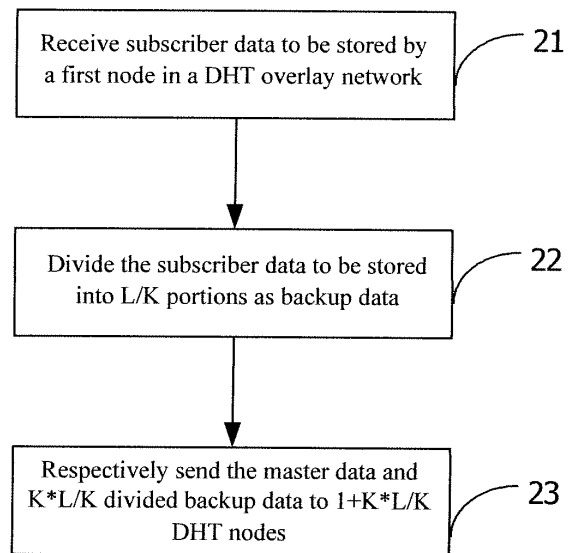 Receive subscriber data to be stored by
a first node in a DHT overlay network
21
Divide the subscriber data to be stored
into L/K portions as backup data
22
Respectively send the master data and
K*L/K divided backup data to 1+K*L/K
DHT nodes
23